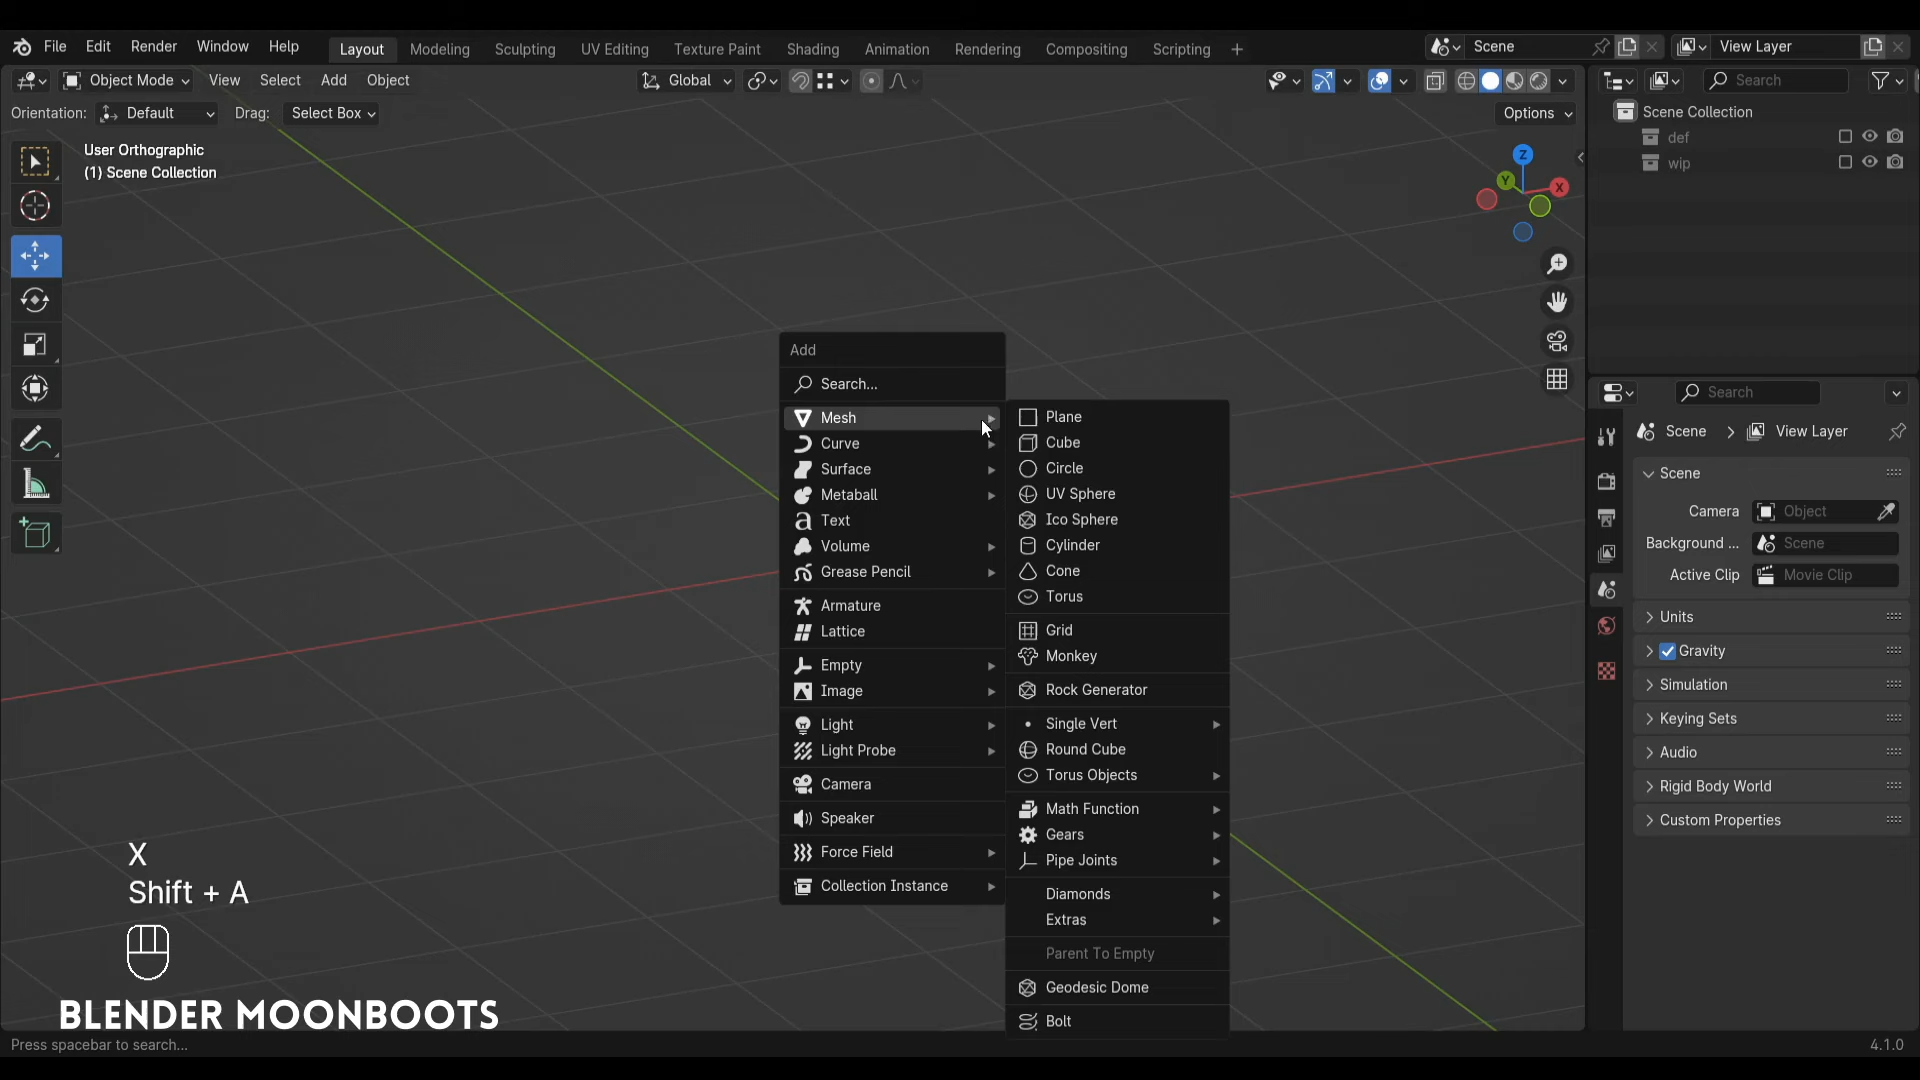 File Edit Render Window Help Layout Modeling Sculpting UV Editing Texture Paint Shading Animation Rendering Compositing Scripting + Scene View Layer
Object Mode View Select Add Object Global Search
Orientation: Default Drag: Select Box Options
Scene Collection
def
wip
User Orthographic
(1) Scene Collection
Z
Y
X
Add
Search...
Mesh
Curve
Surface
Metaball
Text
Volume
Grease Pencil
Armature
Lattice
Empty
Image
Light
Light Probe
Camera
Speaker
Force Field
Collection Instance
Plane
Cube
Circle
UV Sphere
Ico Sphere
Cylinder
Cone
Torus
Grid
Monkey
Rock Generator
Single Vert
Round Cube
Torus Objects
Math Function
Gears
Pipe Joints
Diamonds
Extras
Parent To Empty
Geodesic Dome
Bolt
Search
Scene View Layer
Scene
Camera Object
Background ... Scene
Active Clip Movie Clip
Units
Gravity
Simulation
Keying Sets
Audio
Rigid Body World
Custom Properties
X
Shift + A
BLENDER MOONBOOTS
Press spacebar to search...
4.1.0